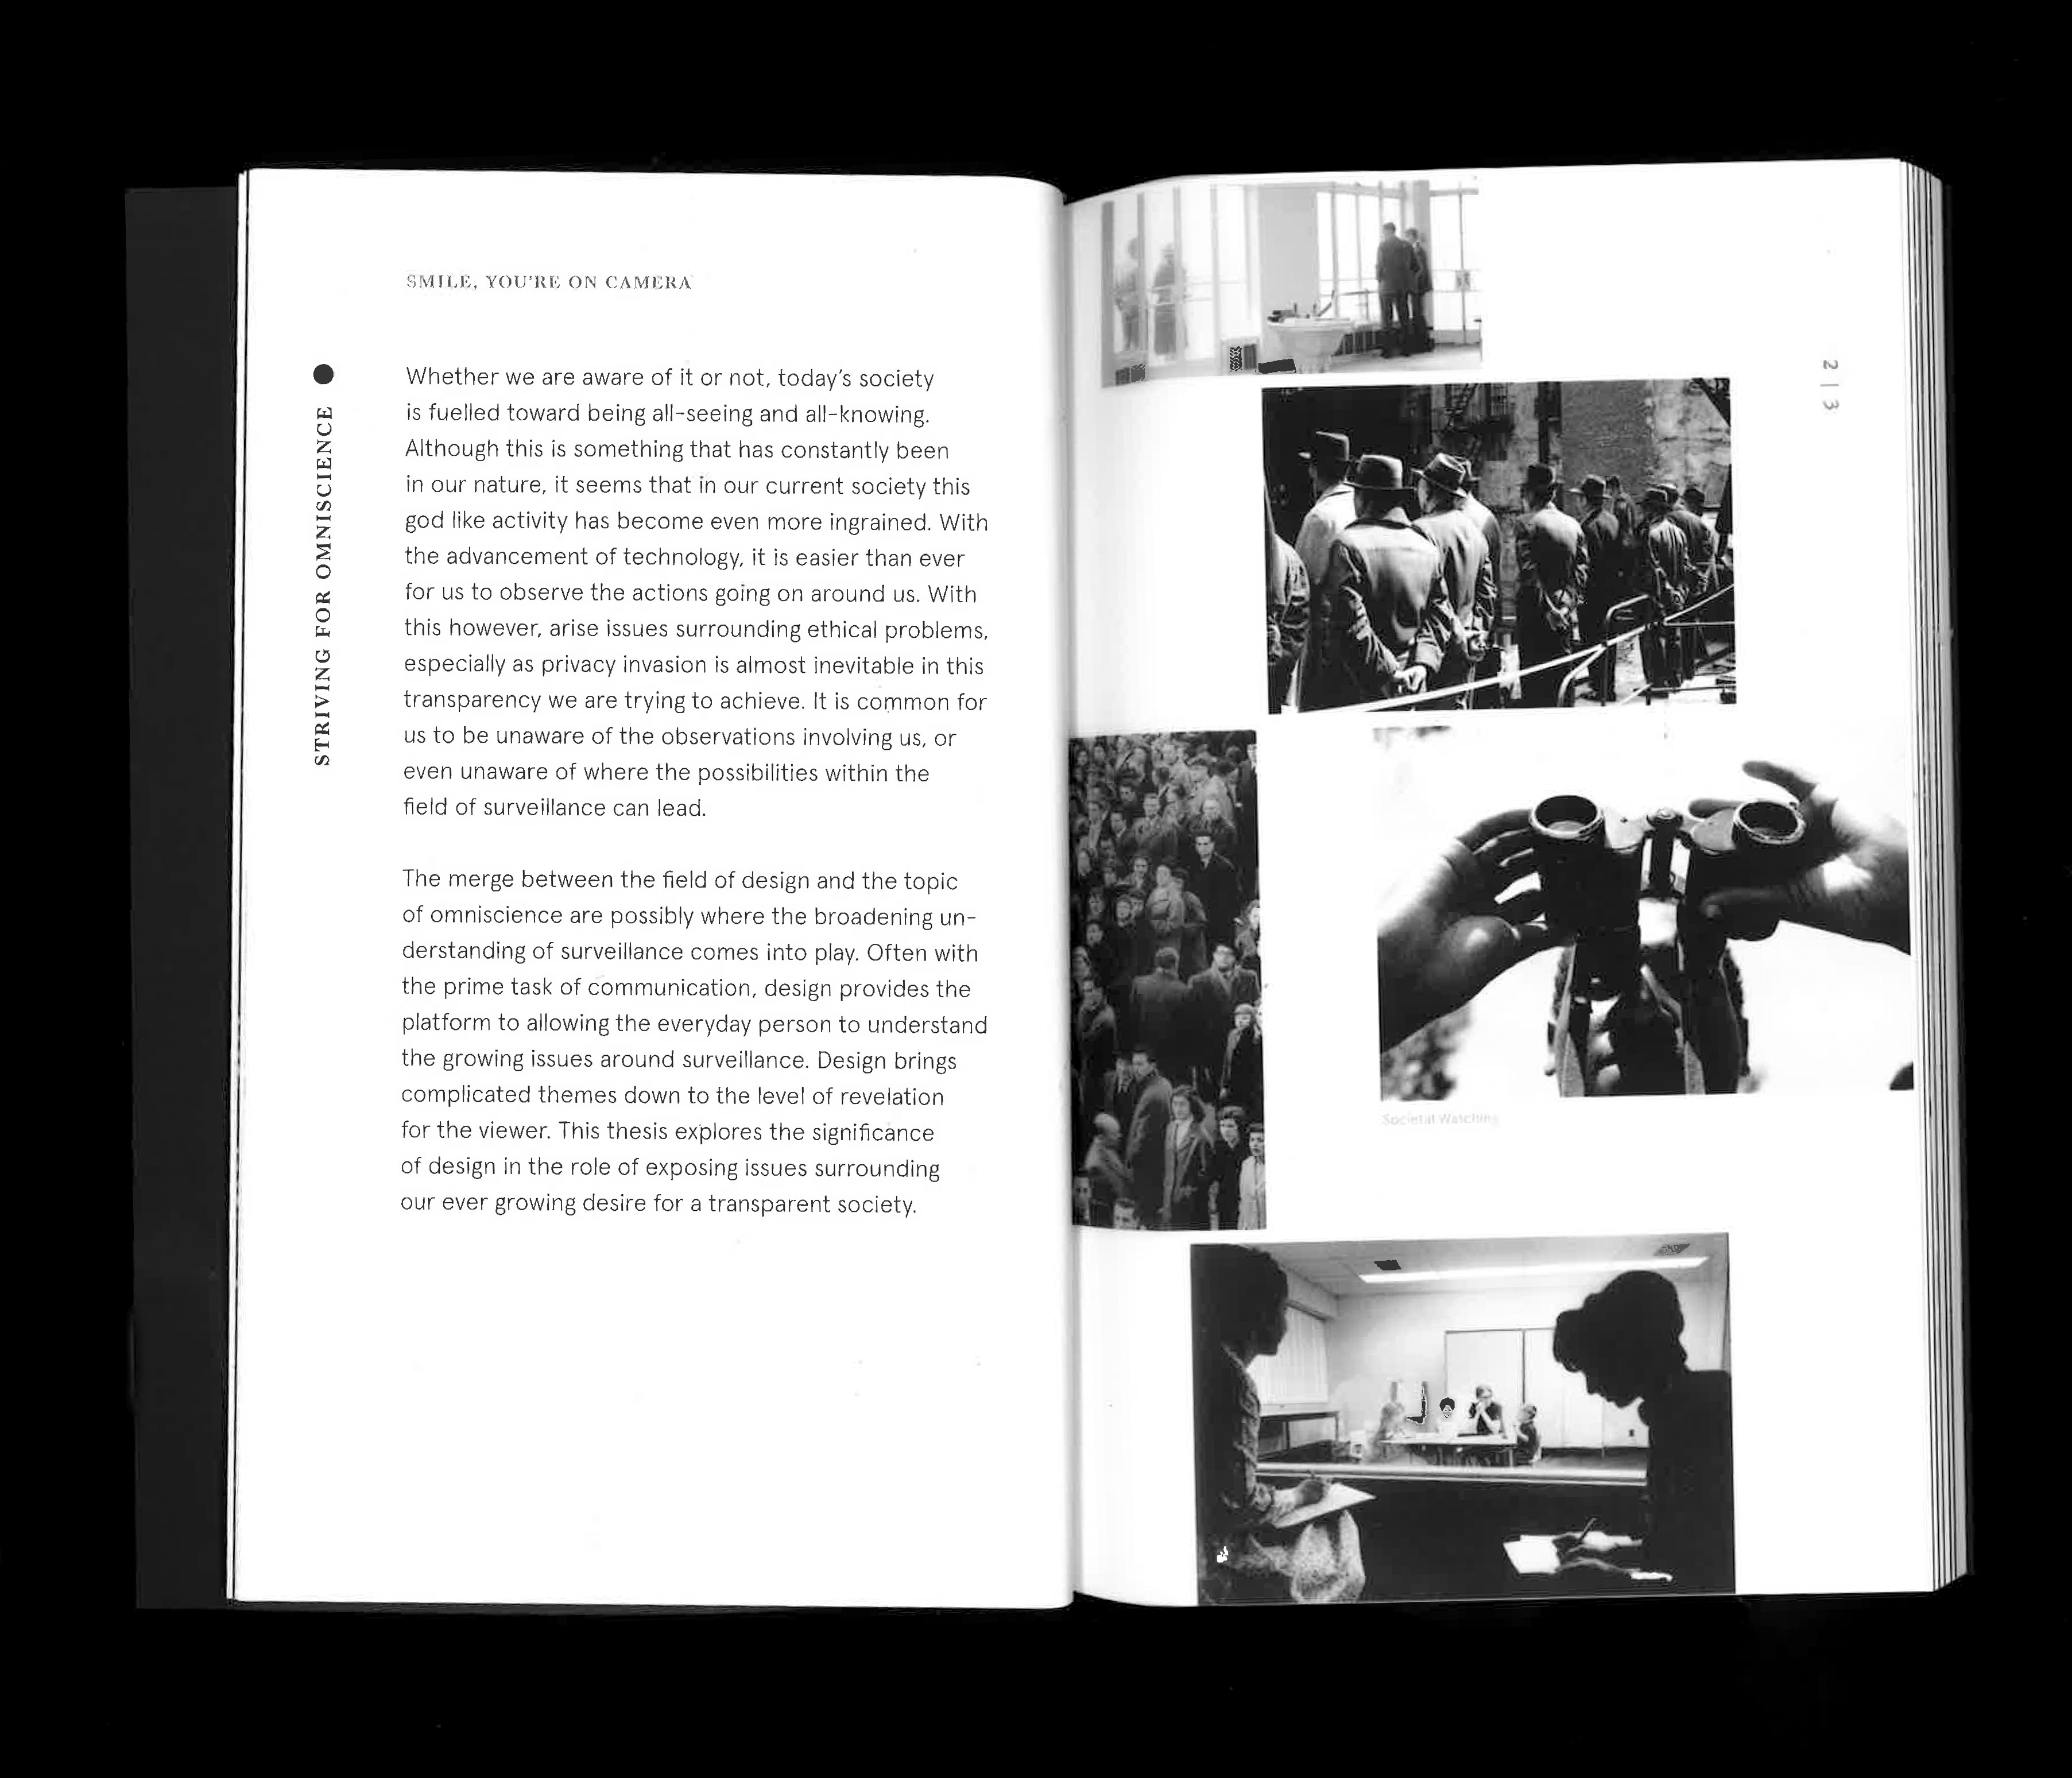 SMILE, YOU'RE ON CAMERA
STRIVING FOR OMNISCIENCE
Whether we are aware of it or not, today's society
is fuelled toward being all-seeing and all-knowing.
Although this is something that has constantly been
in our nature, it seems that in our current society this
god like activity has become even more ingrained. With
the advancement of technology, it is easier than ever
for us to observe the actions going on around us. With
this however, arise issues surrounding ethical problems,
especially as privacy invasion is almost inevitable in this
transparency we are trying to achieve. It is common for
us to be unaware of the observations involving us, or
even unaware of where the possibilities within the
field of surveillance can lead.
The merge between the field of design and the topic
of omniscience are possibly where the broadening un-
derstanding of surveillance comes into play. Often with
the prime task of communication, design provides the
platform to allowing the everyday person to understand
the growing issues around surveillance. Design brings
complicated themes down to the level of revelation
for the viewer. This thesis explores the significance
of design in the role of exposing issues surrounding
our ever growing desire for a transparent society.
2 | 3
Societal Watching